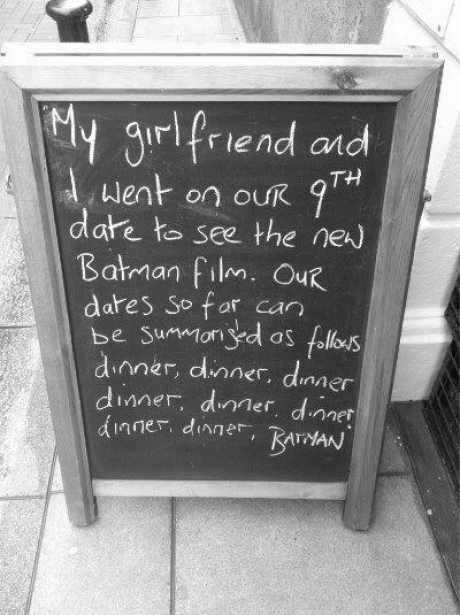 My girlfriend and
I went on our 9TH
date to see the new
Batman film. Our
dates so far can
be summarised as follows
dinner, dinner, dinner
dinner, dinner, dinner,
dinner, dinner, BATMAN